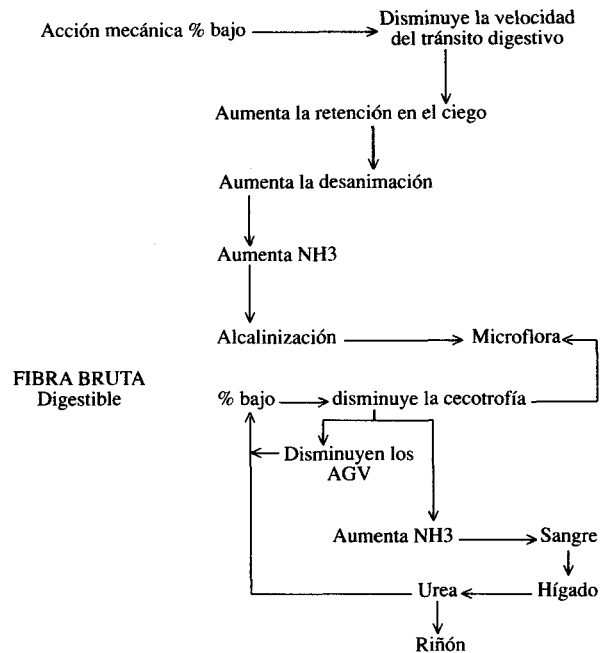 Acción mecánica % bajo
Disminuye la velocidad
del tránsito digestivo
Aumenta la retención en el ciego
Aumenta la desanimación
Aumenta NH3
Alcalinización
Microflora
FIBRA BRUTA
Digestible
% bajo
disminuye la cecotrofía
Disminuyen los
AGV
Aumenta NH3
Sangre
Urea
Hígado
Riñón